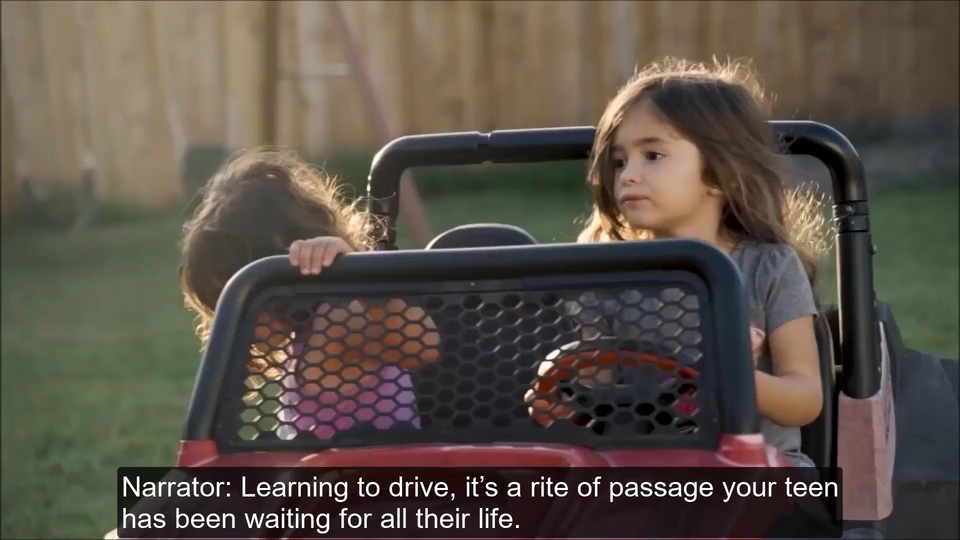 Narrator: Learning to drive, it’s a rite of passage your teen
has been waiting for all their life.